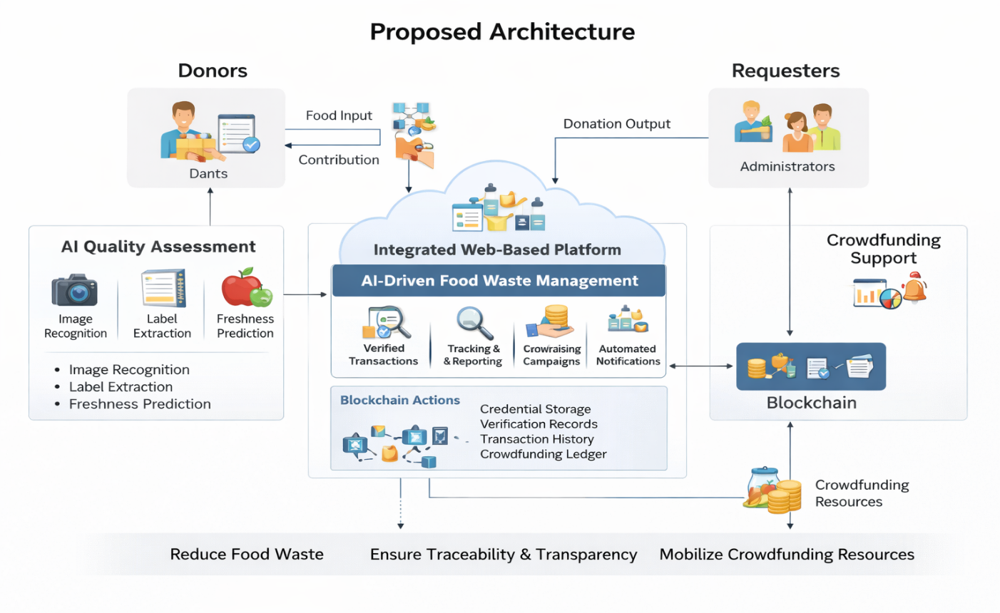 Proposed Architecture
Donors
Requesters
Dants
Food Input
Contribution
Donation Output
Administrators
AI Quality Assessment
Image
Recognition
Label
Extraction
Freshness
Prediction
• Image Recognition
• Label Extraction
• Freshness Prediction
Integrated Web-Based Platform
AI-Driven Food Waste Management
Verified
Transactions
Tracking &
& Reporting
Crowraising
Campaigns
Automated
Notifications
Blockchain Actions
Credential Storage
Verification Records
Transaction History
Crowdfunding Ledger
Crowdfunding
Support
Blockchain
Crowdfunding
Resources
Reduce Food Waste
Ensure Traceability & Transparency
Mobilize Crowdfunding Resources